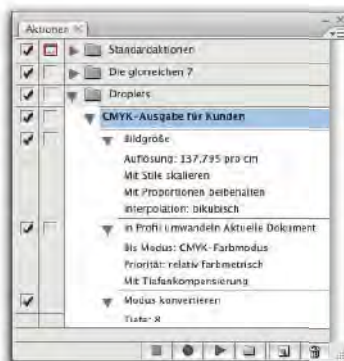 Aktionen
Standardaktionen
Die glorreichen 7
Droplets
CMYK-Ausgabe für Kunden
Bildgröße
Auflösung: 137,795 pro cm
Mit Stile skalieren
Mit Proportionen beibehalten
Interpolation: bikubisch
In Profil umwandeln Aktuelle Dokument
Bis Modus: CMYK-Farbmodus
Priorität: relativ farbmetrisch
Mit Tiefenkompensierung
Modus konvertieren
Tiefe: 8